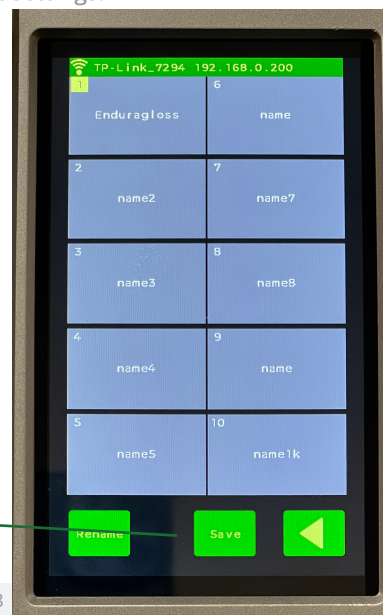 TP-Link_7294 192.168.0.200
1
Enduragloss
6
name
2
name2
7
name7
3
name3
8
name8
4
name4
9
name
5
name5
10
name1k
Rename
Save